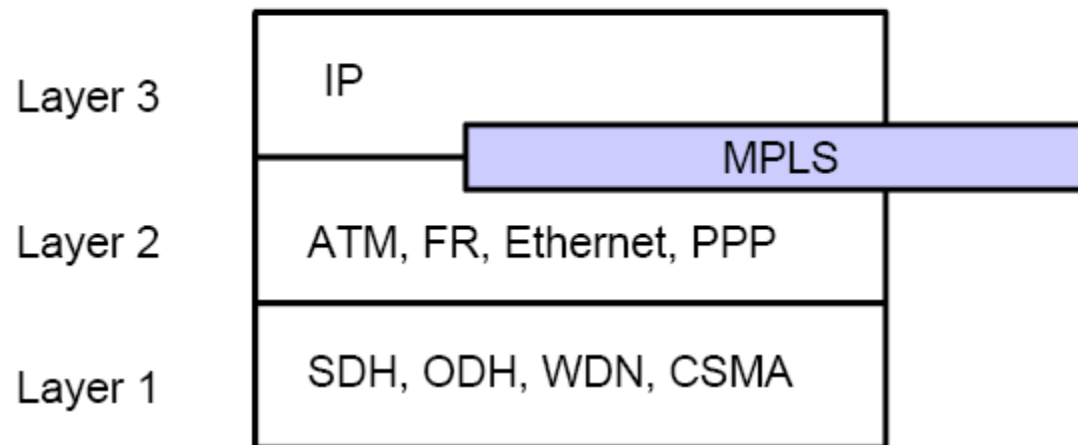 Layer 3
IP
MPLS
Layer 2
ATM, FR, Ethernet, PPP
Layer 1
SDH, ODH, WDN, CSMA